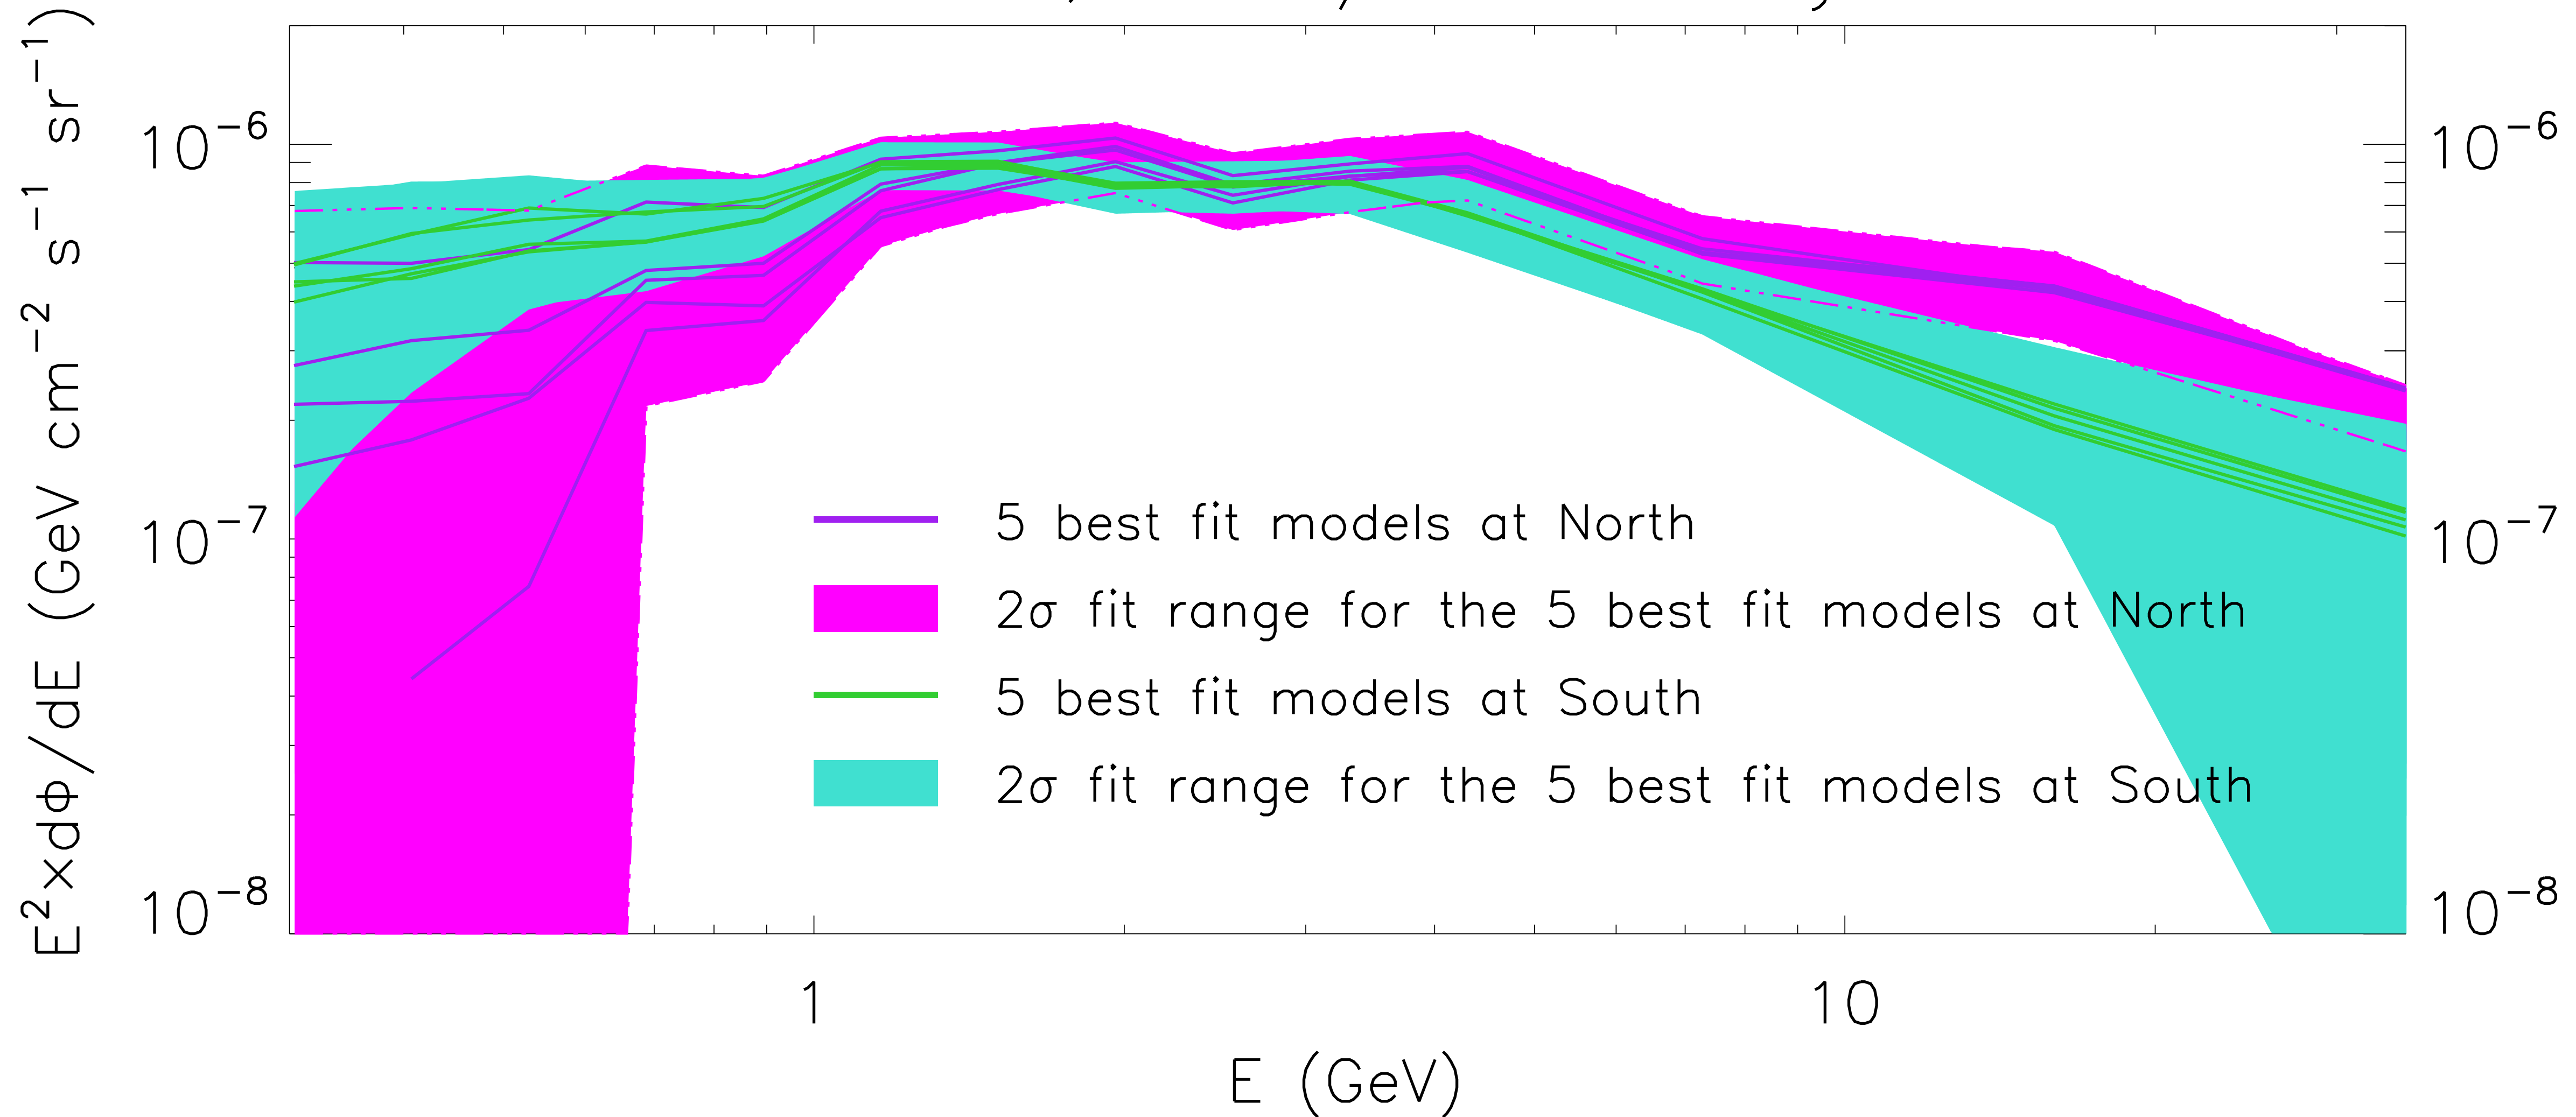 E²×dΦ/dE (GeV cm⁻² s⁻¹ sr⁻¹)
10⁻⁶
10⁻⁷
10⁻⁸
10⁻⁶
10⁻⁷
10⁻⁸
5 best fit models at North
2σ fit range for the 5 best fit models at North
5 best fit models at South
2σ fit range for the 5 best fit models at South
1
10
E (GeV)